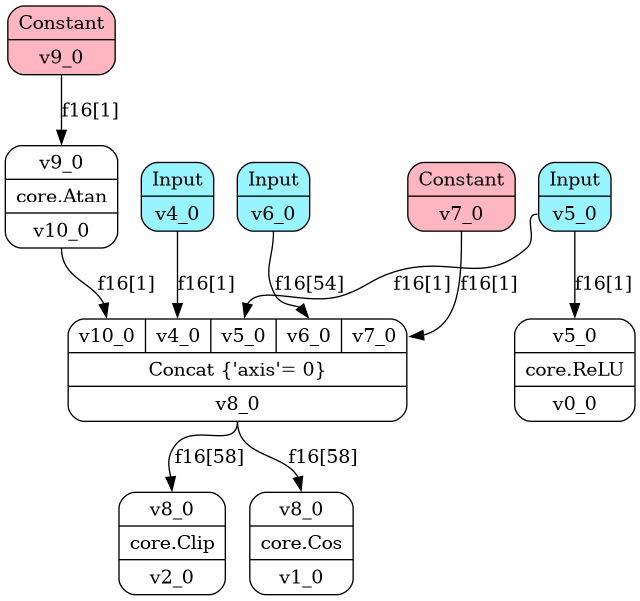 Constant
v9_0
f16[1]
v9_0
core.Atan
v10_0
Input
v4_0
Input
v6_0
Constant
v7_0
Input
v5_0
f16[1]
f16[1]
f16[54]
f16[1]
f16[1]
f16[1]
v10_0 v4_0 v5_0 v6_0 v7_0
Concat {'axis'= 0}
v8_0
v5_0
core.ReLU
v0_0
f16[58]
f16[58]
v8_0
core.Clip
v2_0
v8_0
core.Cos
v1_0